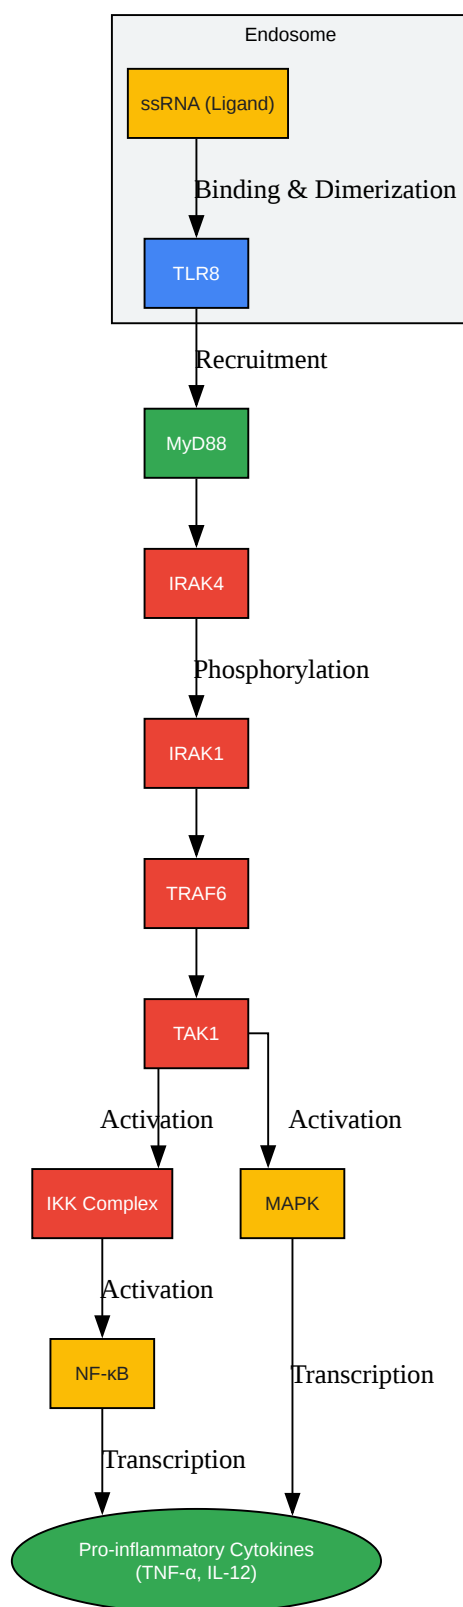 Endosome
ssRNA (Ligand)
Binding & Dimerization
TLR8
Recruitment
MyD88
IRAK4
Phosphorylation
IRAK1
TRAF6
TAK1
Activation
Activation
IKK Complex
MAPK
Activation
NF-κB
Transcription
Transcription
Pro-inflammatory Cytokines
(TNF-α, IL-12)